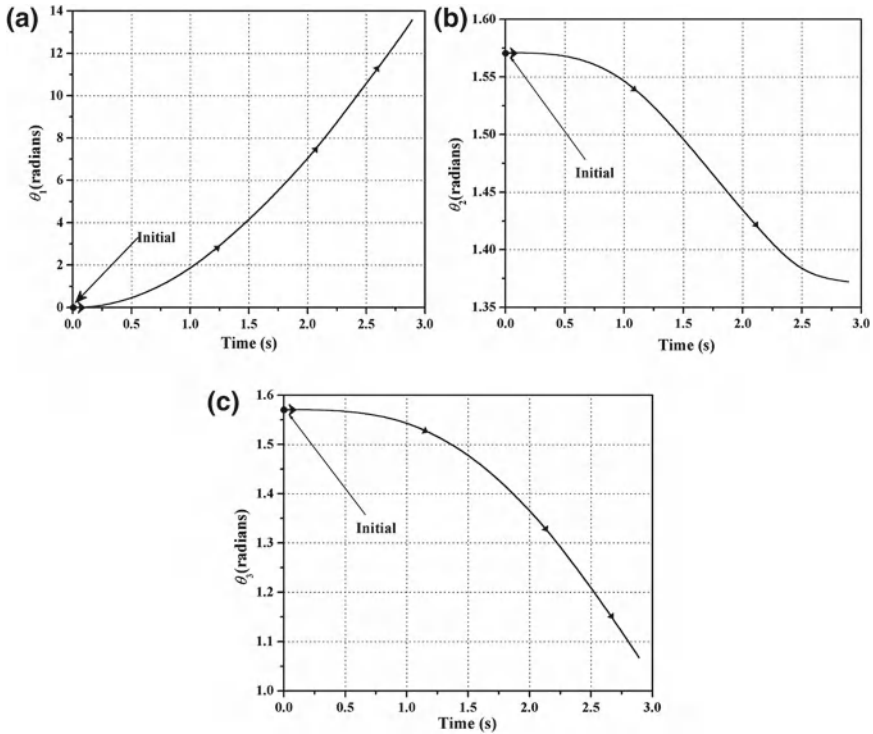 (a)
14
12
10
8
6
4
2
0
θ1(radians)
Initial
0.0 0.5 1.0 1.5 2.0 2.5 3.0
Time (s)
(b)
1.60
1.55
1.50
1.45
1.40
1.35
θ2(radians)
Initial
0.0 0.5 1.0 1.5 2.0 2.5 3.0
Time (s)
(c)
1.6
1.5
1.4
1.3
1.2
1.1
1.0
θ3(radians)
Initial
0.0 0.5 1.0 1.5 2.0 2.5 3.0
Time (s)